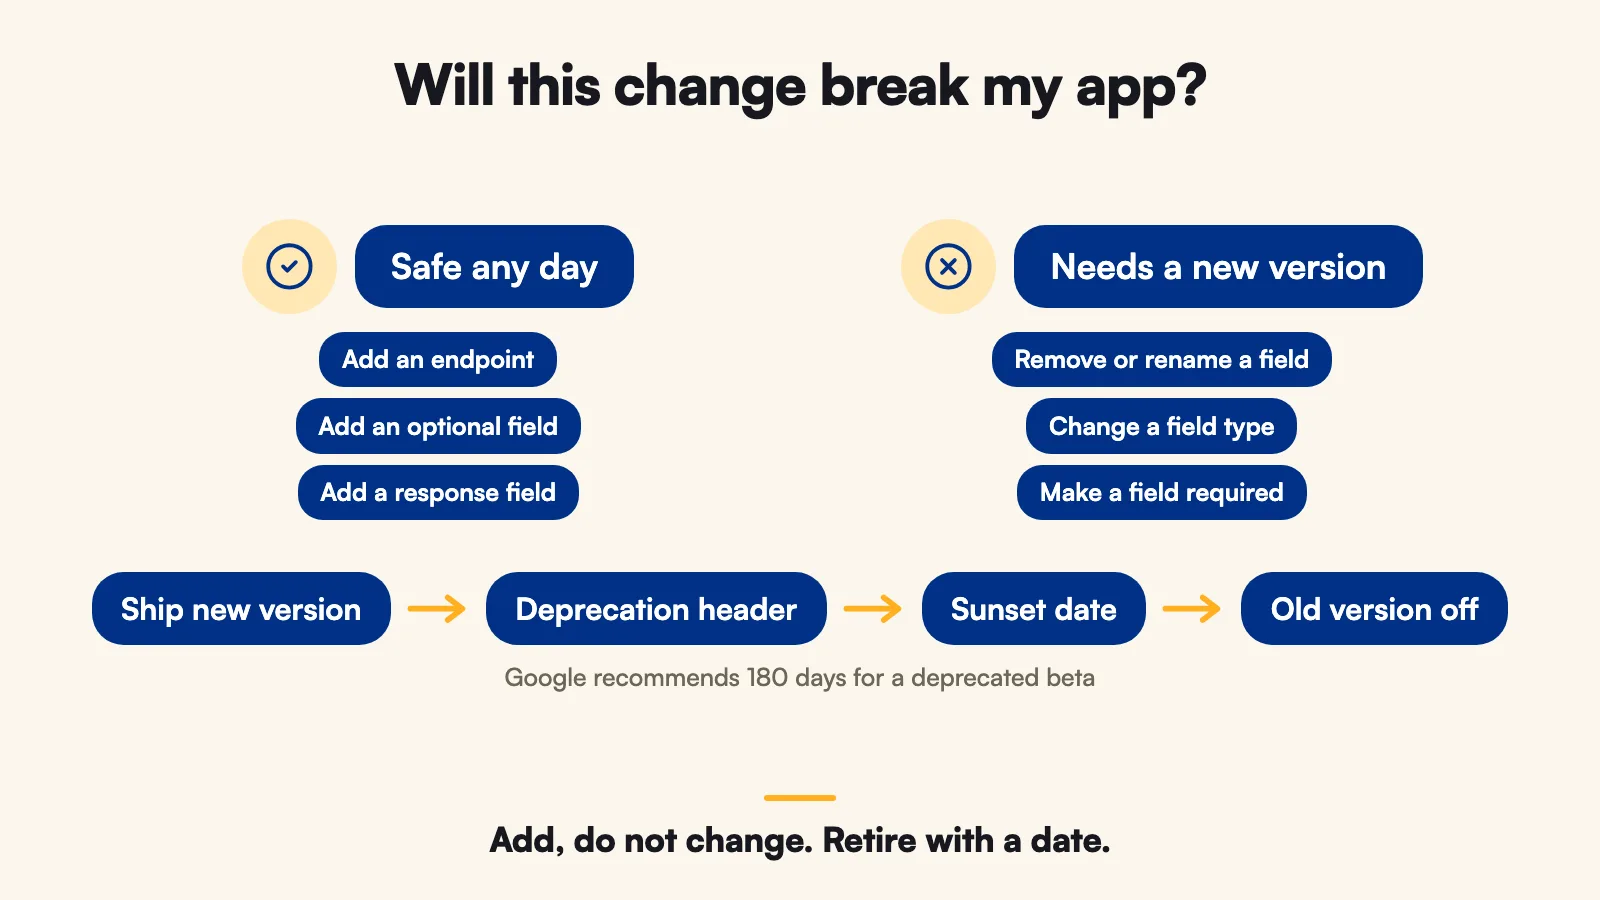 Will this change break my app?
Safe any day
Add an endpoint
Add an optional field
Add a response field
Needs a new version
Remove or rename a field
Change a field type
Make a field required
Ship new version
Deprecation header
Sunset date
Old version off
Google recommends 180 days for a deprecated beta
Add, do not change. Retire with a date.